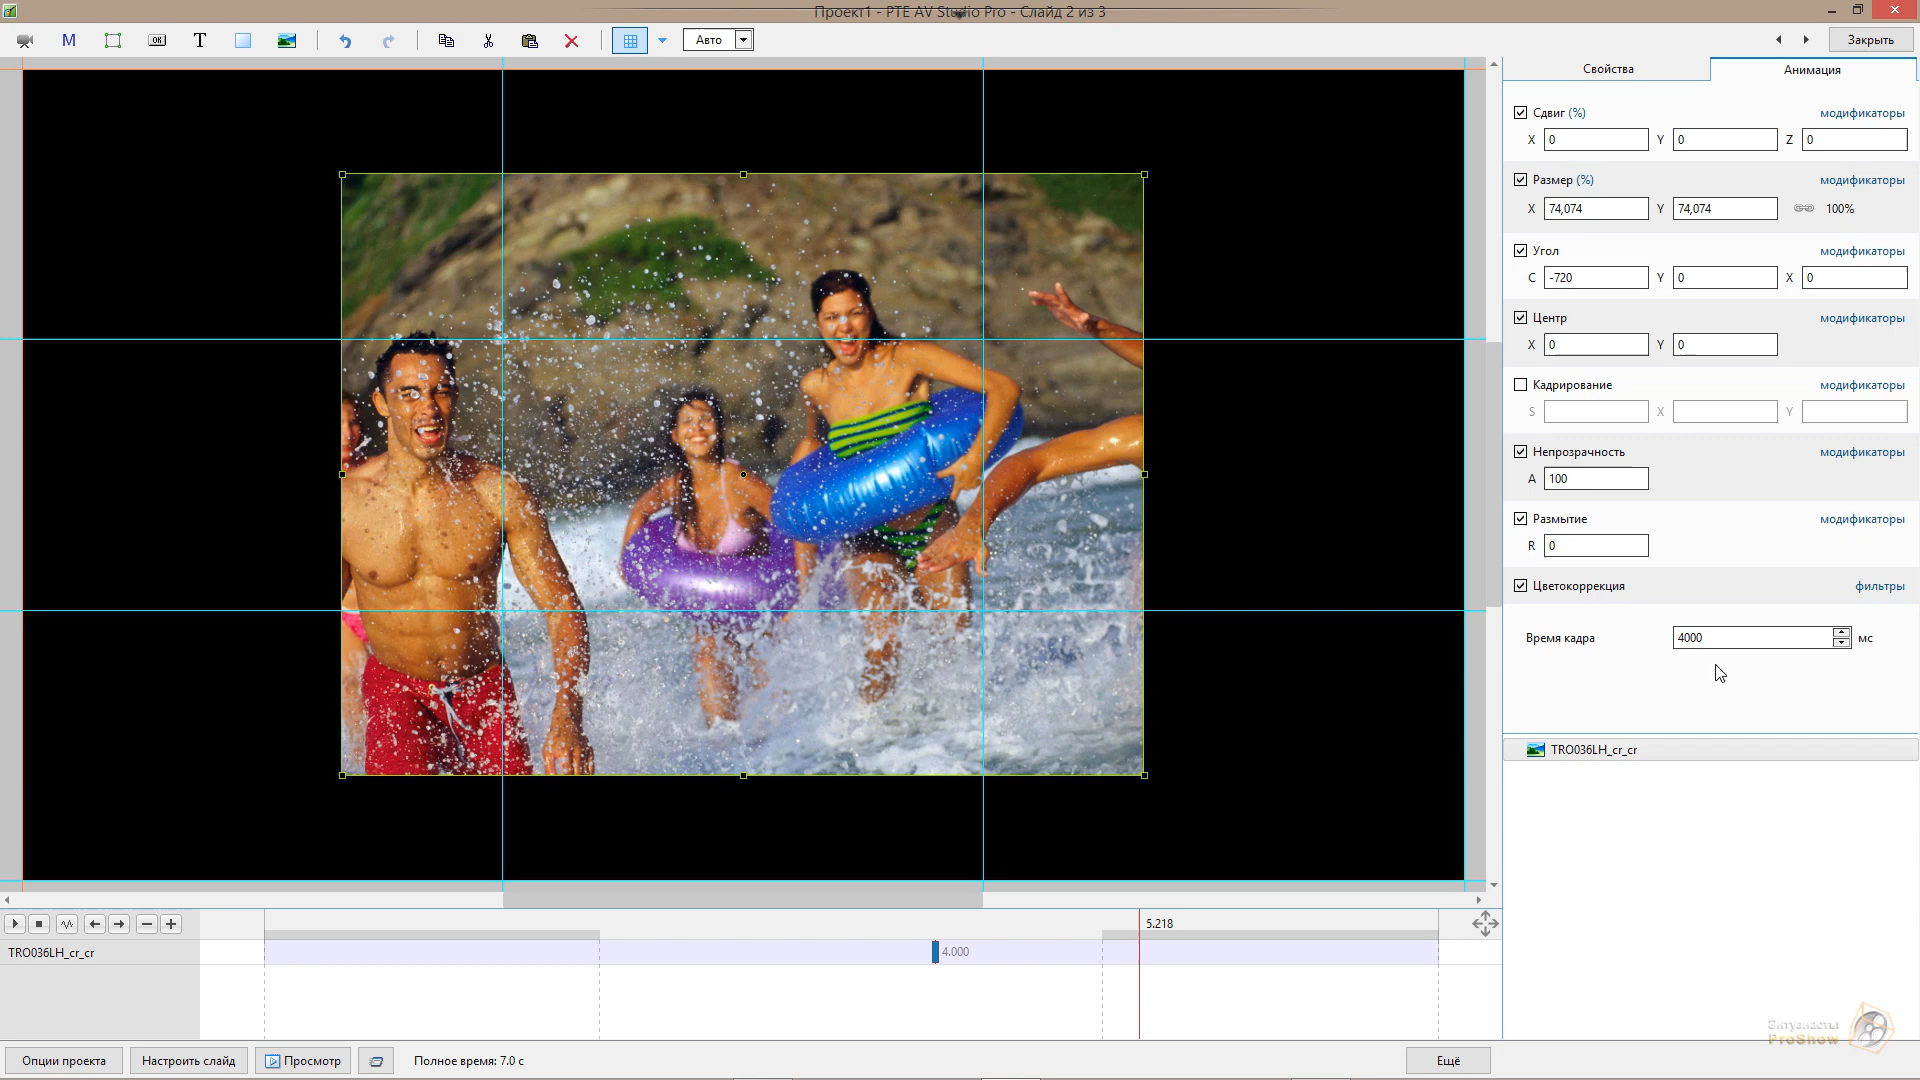 Проект1 - PTE AV Studio Pro - Слайд 2 из 3
M
OK
T
Авто
Закрыть
Свойства
Анимация
Сдвиг (%)
модификаторы
X 0 Y 0 Z 0
Размер (%)
модификаторы
X 74,074 Y 74,074 100%
Угол
модификаторы
C -720 Y 0 X 0
Центр
модификаторы
X 0 Y 0
Кадрирование
модификаторы
S X Y
Непрозрачность
модификаторы
A 100
Размытие
модификаторы
R 0
Цветокоррекция
фильтры
Время кадра 4000 мс
TRO036LH_cr_cr
5.218
TRO036LH_cr_cr
4.000
Энтузиасты
ProShow
Опции проекта
Настроить слайд
Просмотр
Полное время: 7.0 с
Ещё